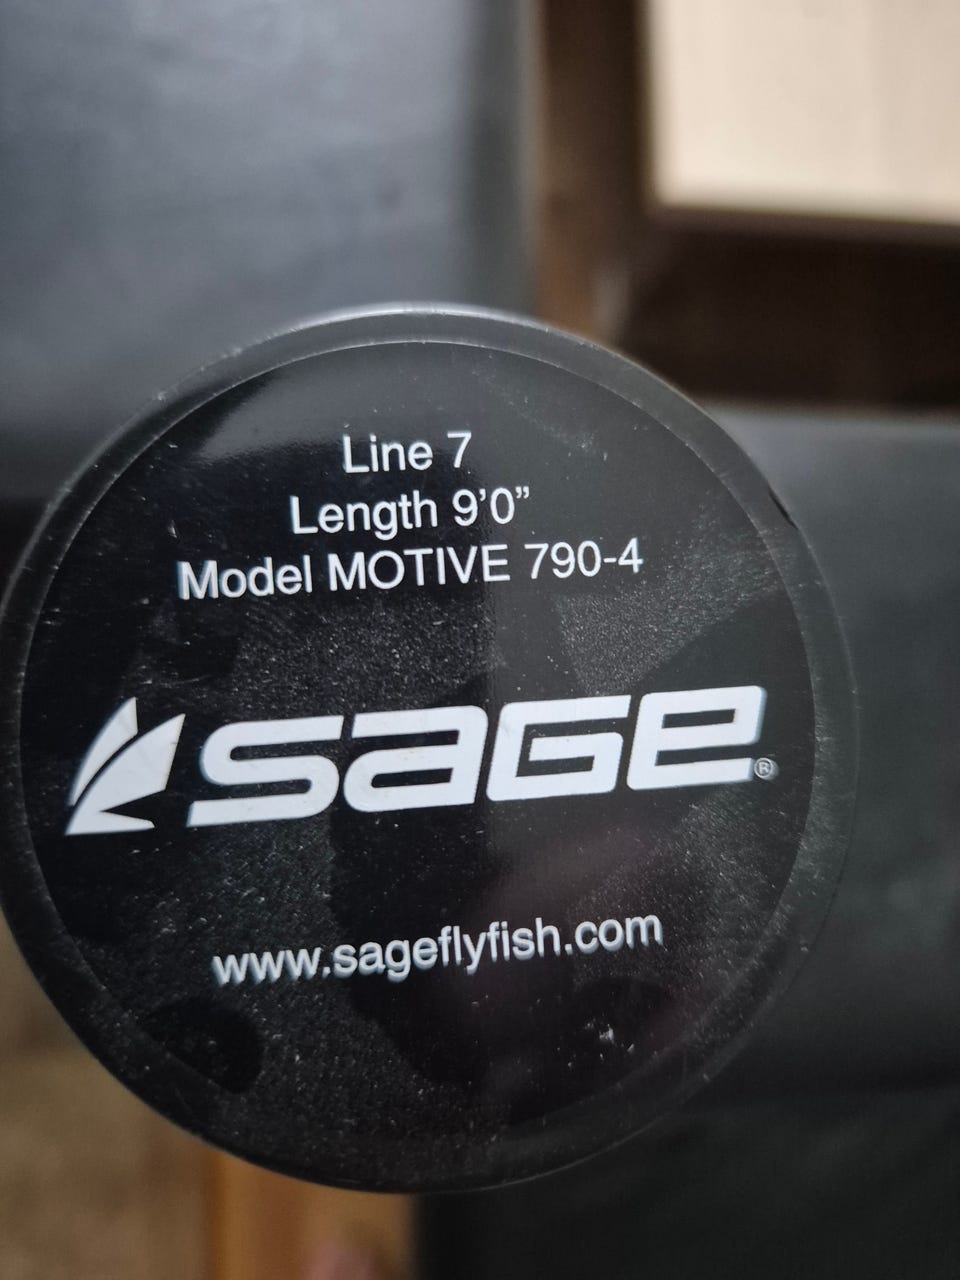 Line 7
Length 9'0”
Model MOTIVE 790-4
sage®
www.sageflyfish.com